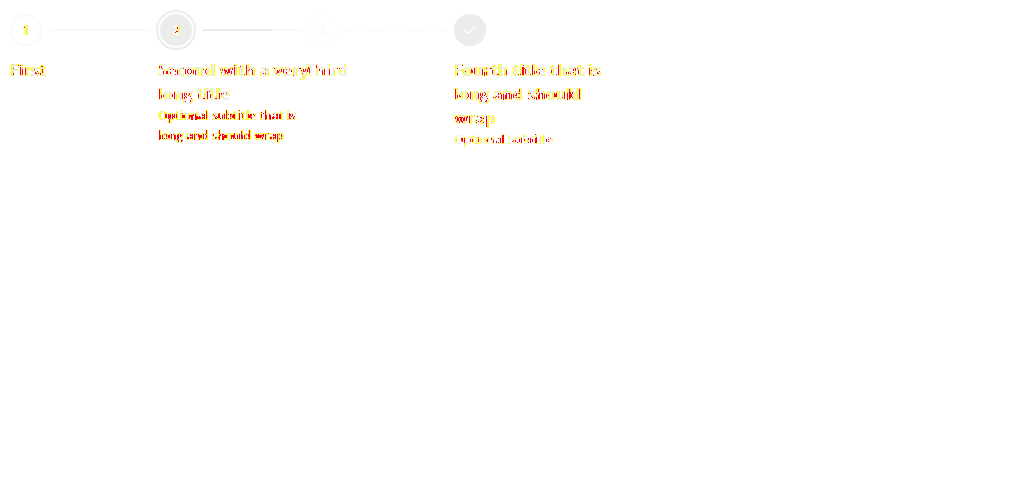 1
2
3
First
Second with a very
long title
Optional subtitle that is
long and should wrap
Third
Fourth title that is
long and should
wrap
Optional subtitle